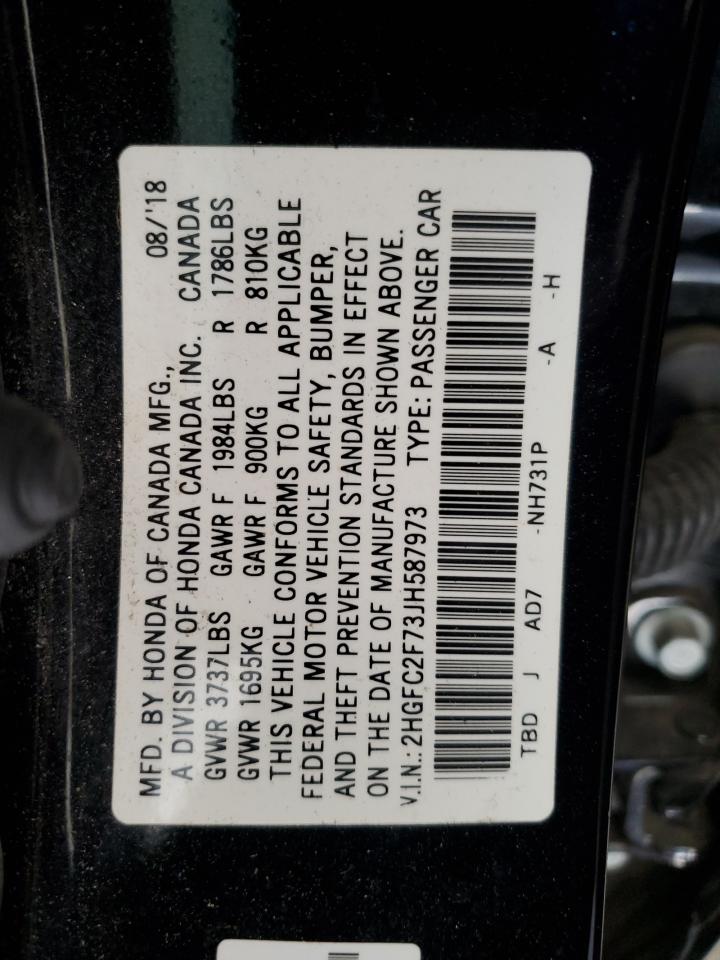 MFD. BY HONDA OF CANADA MFG., 08/'18
A DIVISION OF HONDA CANADA INC. CANADA
GVWR 3737LBS GAWR F 1984LBS R 1786LBS
GVWR 1695KG GAWR F 900KG R 810KG
THIS VEHICLE CONFORMS TO ALL APPLICABLE
FEDERAL MOTOR VEHICLE SAFETY, BUMPER,
AND THEFT PREVENTION STANDARDS IN EFFECT
ON THE DATE OF MANUFACTURE SHOWN ABOVE.
V.I.N.: 2HGFC2F73JH587973 TYPE: PASSENGER CAR
TBD J AD7 -NH731P -A -H